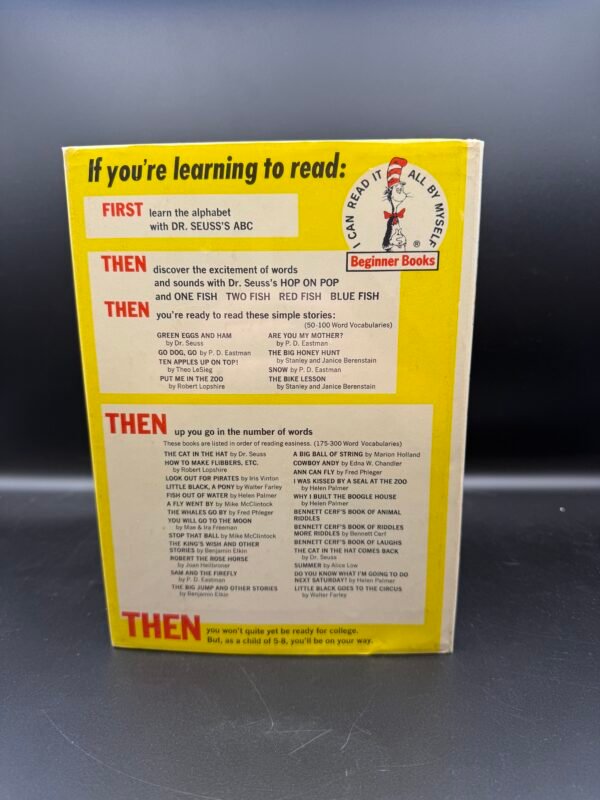 If you're learning to read:
I CAN READ IT ALL BY MYSELF
®
Beginner Books
FIRST learn the alphabet
with DR. SEUSS'S ABC
THEN discover the excitement of words
and sounds with Dr. Seuss's HOP ON POP
and ONE FISH TWO FISH RED FISH BLUE FISH
THEN you're ready to read these simple stories:
(50-100 Word Vocabularies)
GREEN EGGS AND HAM
by Dr. Seuss
GO DOG, GO by P. D. Eastman
TEN APPLES UP ON TOP!
by Theo LeSieg
PUT ME IN THE ZOO
by Robert Lopshire
ARE YOU MY MOTHER?
by P. D. Eastman
THE BIG HONEY HUNT
by Stanley and Janice Berenstain
SNOW by P. D. Eastman
THE BIKE LESSON
by Stanley and Janice Berenstain
THEN up you go in the number of words
These books are listed in order of reading easiness. (175-300 Word Vocabularies)
THE CAT IN THE HAT by Dr. Seuss
HOW TO MAKE FLIBBERS, ETC.
by Robert Lopshire
LOOK OUT FOR PIRATES by Iris Vinton
LITTLE BLACK, A PONY by Walter Farley
FISH OUT OF WATER by Helen Palmer
A FLY WENT BY by Mike McClintock
THE WHALES GO BY by Fred Phleger
YOU WILL GO TO THE MOON
by Mae & Ira Freeman
STOP THAT BALL by Mike McClintock
THE KING'S WISH AND OTHER
STORIES by Benjamin Elkin
ROBERT THE ROSE HORSE
by Joan Heilbroner
SAM AND THE FIREFLY
by P. D. Eastman
THE BIG JUMP AND OTHER STORIES
by Benjamin Elkin
A BIG BALL OF STRING by Marion Holland
COWBOY ANDY by Edna W. Chandler
ANN CAN FLY by Fred Phleger
I WAS KISSED BY A SEAL AT THE ZOO
by Helen Palmer
WHY I BUILT THE BOOGLE HOUSE
by Helen Palmer
BENNETT CERF'S BOOK OF ANIMAL
RIDDLES
BENNETT CERF'S BOOK OF RIDDLES
MORE RIDDLES by Bennett Cerf
BENNETT CERF'S BOOK OF LAUGHS
THE CAT IN THE HAT COMES BACK
by Dr. Seuss
SUMMER by Alice Low
DO YOU KNOW WHAT I'M GOING TO DO
NEXT SATURDAY? by Helen Palmer
LITTLE BLACK GOES TO THE CIRCUS
by Walter Farley
THEN you won't quite yet be ready for college.
But, as a child of 5-8, you'll be on your way.